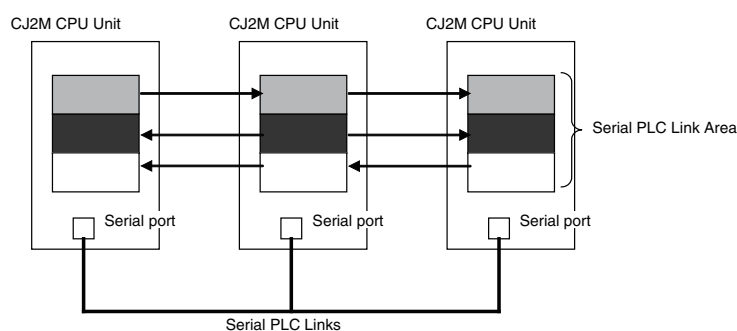 CJ2M CPU Unit
CJ2M CPU Unit
CJ2M CPU Unit
Serial PLC Link Area
Serial port
Serial port
Serial port
Serial PLC Links